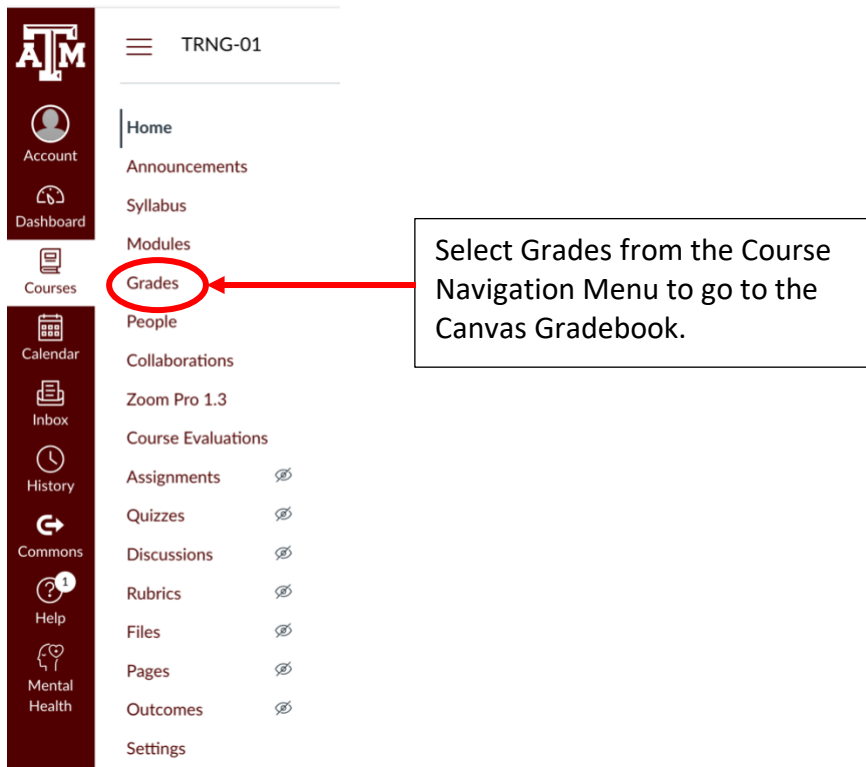 ATM
TRNG-01
Account
Dashboard
Courses
Calendar
Inbox
History
Commons
1
Help
Mental
Health
Home
Announcements
Syllabus
Modules
Grades
People
Collaborations
Zoom Pro 1.3
Course Evaluations
Assignments
Quizzes
Discussions
Rubrics
Files
Pages
Outcomes
Settings
Select Grades from the Course
Navigation Menu to go to the
Canvas Gradebook.